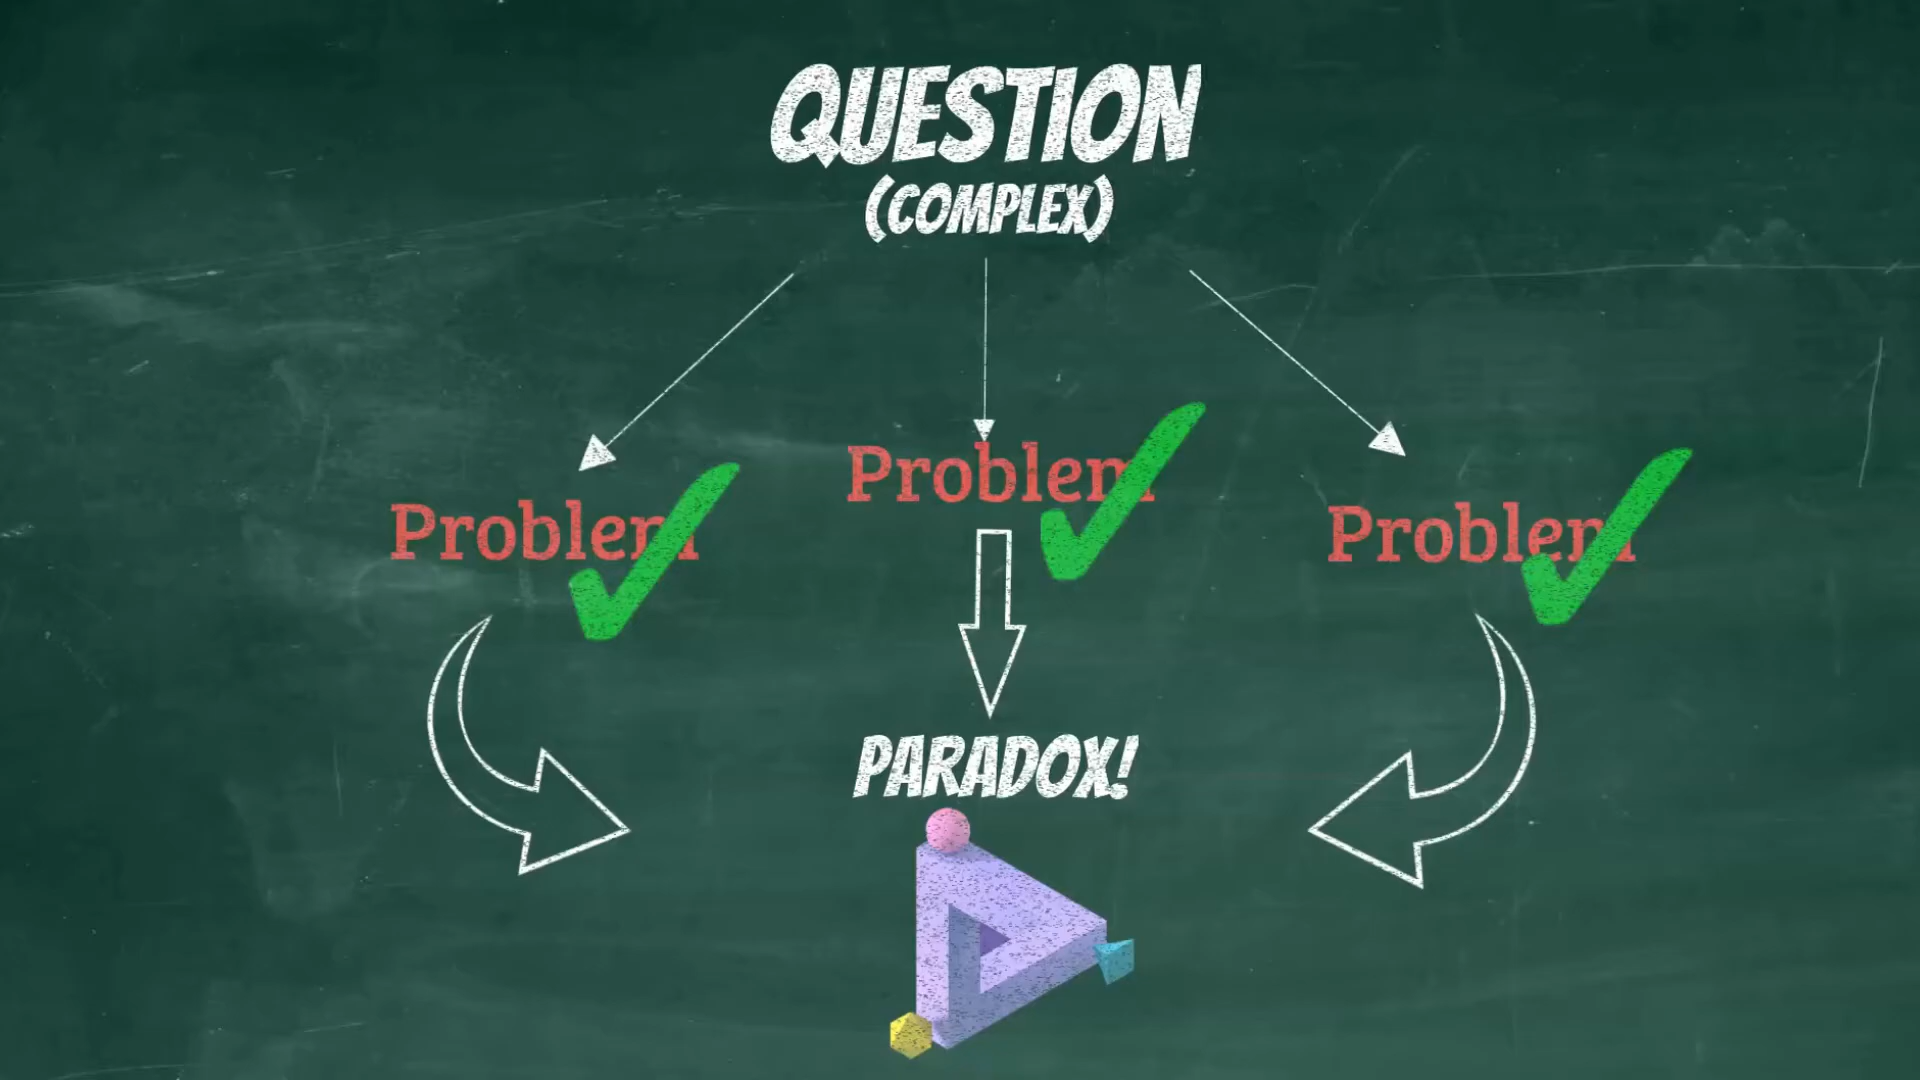 QUESTION
(COMPLEX)
Problem
Problem
Problem
PARADOX!